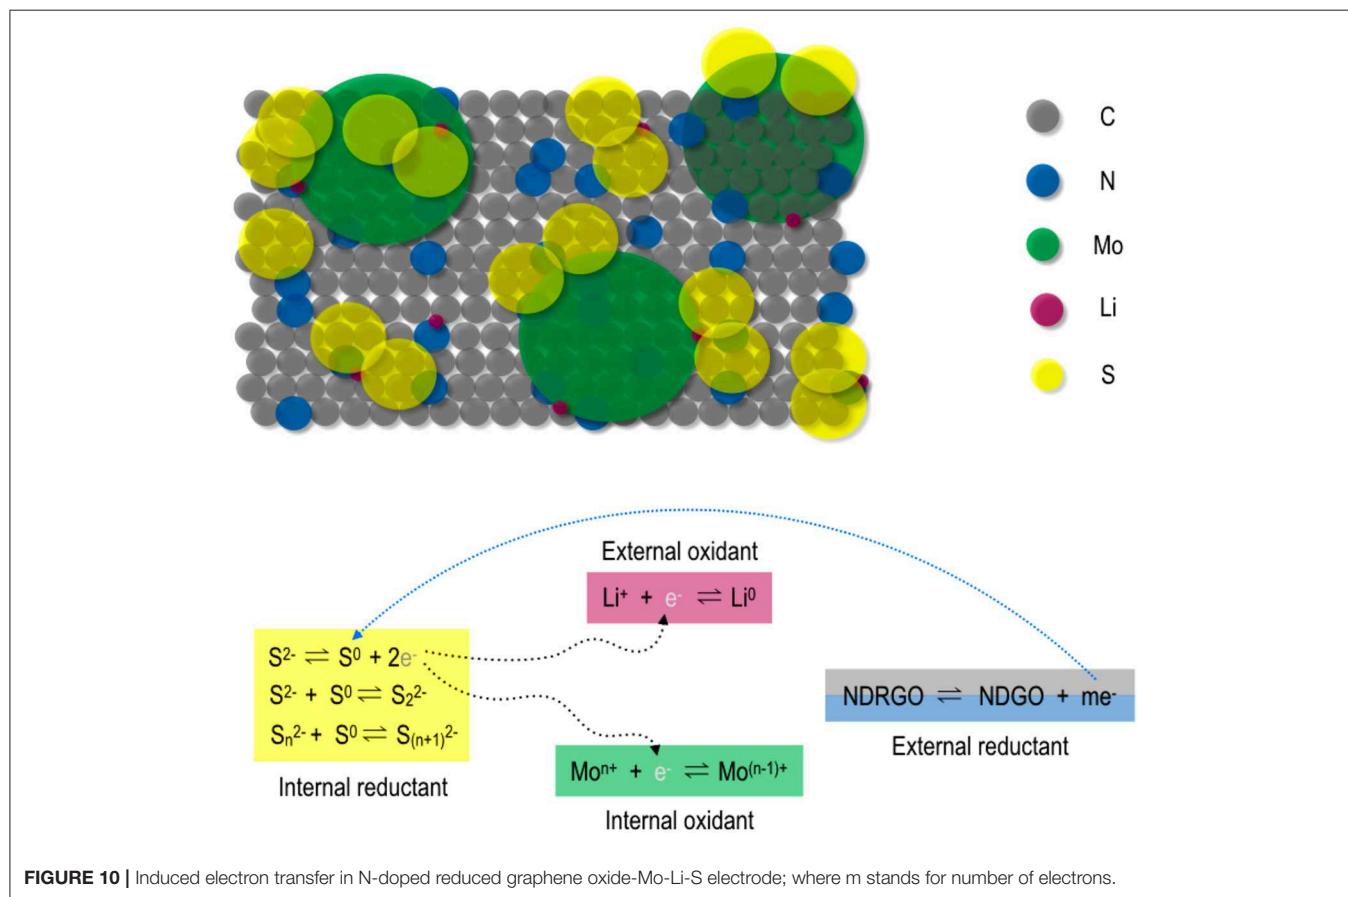 C
N
Mo
Li
S
External oxidant
Li⁺ + e⁻ ⇌ Li⁰
S²⁻ ⇌ S⁰ + 2e⁻
S²⁻ + S⁰ ⇌ S₂²⁻
Sₙ²⁻ + S⁰ ⇌ S₍ₙ₊₁₎²⁻
Internal reductant
Moⁿ⁺ + e⁻ ⇌ Mo⁽ⁿ⁻¹⁾⁺
Internal oxidant
NDRGO ⇌ NDGO + me⁻
External reductant
FIGURE 10 | Induced electron transfer in N-doped reduced graphene oxide-Mo-Li-S electrode; where m stands for number of electrons.